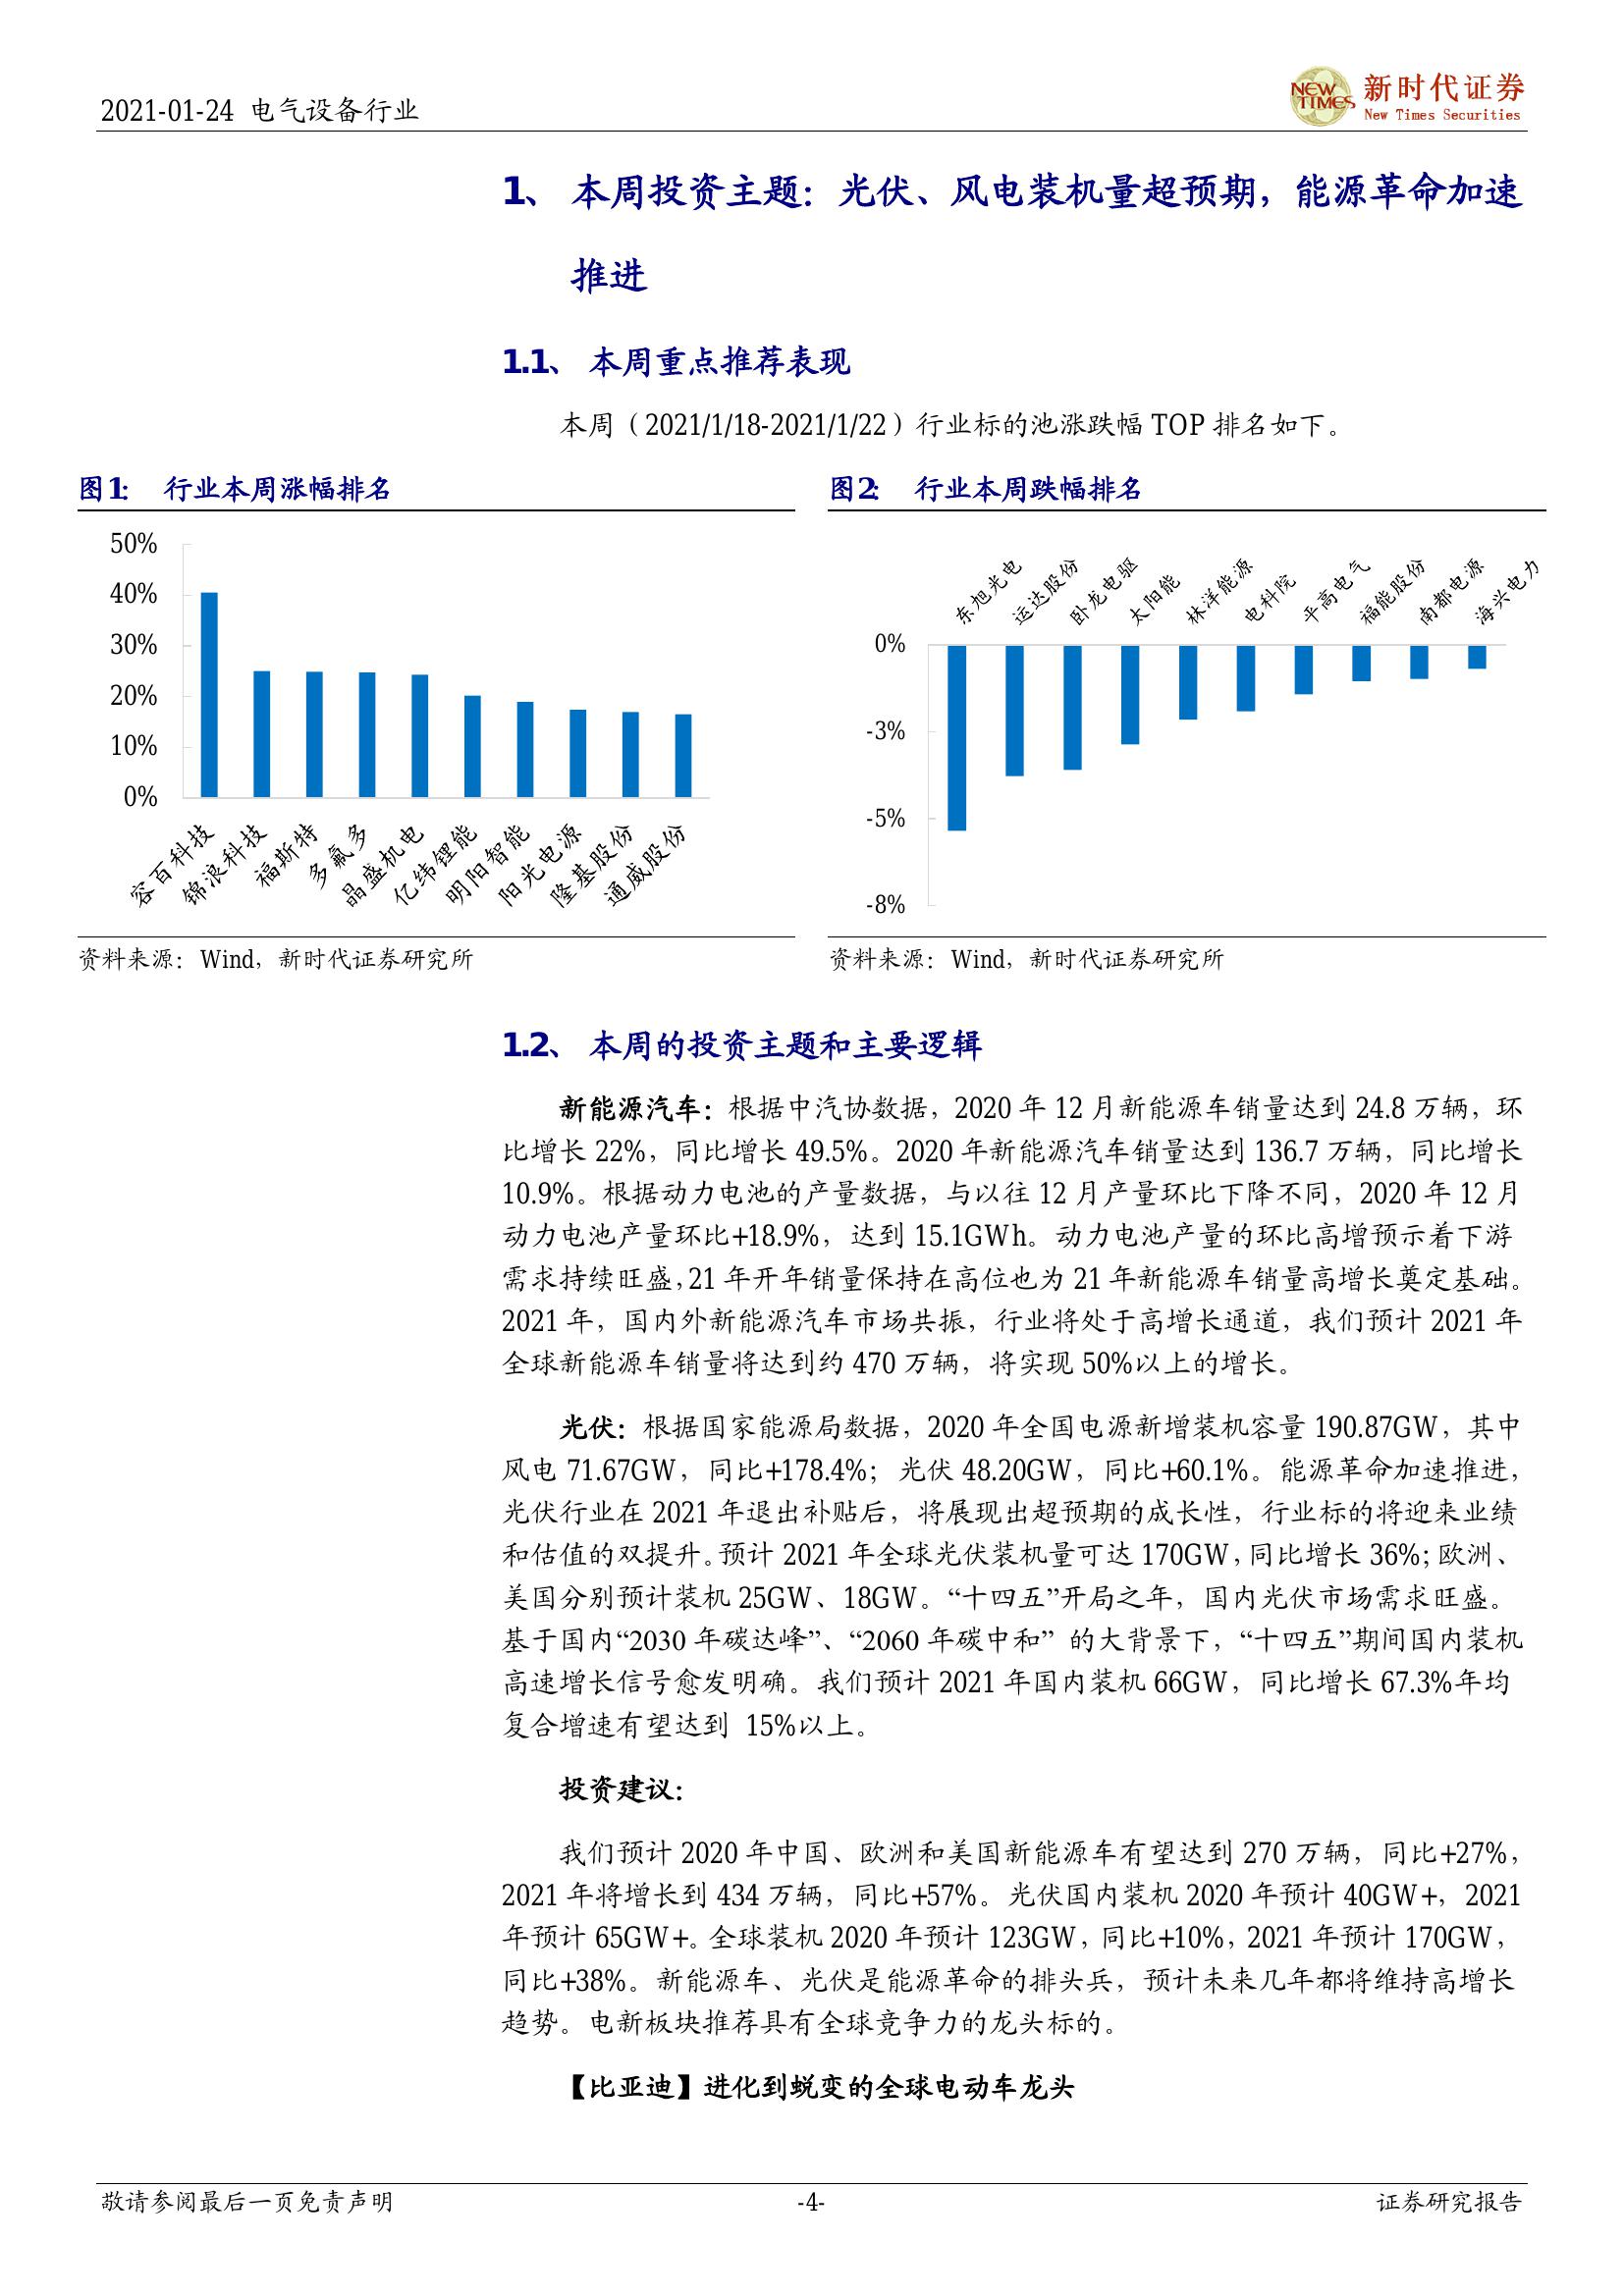 2021-01-24 电气设备行业
NEW TIMES
新时代证券
New Times Securities
1、 本周投资主题：光伏、风电装机量超预期，能源革命加速
推进
1.1、 本周重点推荐表现
本周（2021/1/18-2021/1/22）行业标的池涨跌幅 TOP 排名如下。
图1： 行业本周涨幅排名
50%
40%
30%
20%
10%
0%
容百科技
锦浪科技
福斯特
多氟多
晶盛机电
亿纬锂能
明阳智能
阳光电源
隆基股份
通威股份
资料来源：Wind，新时代证券研究所
图2： 行业本周跌幅排名
东旭光电
运达股份
卧龙电驱
太阳能
林洋能源
电科院
平高电气
福能股份
南都电源
海兴电力
0%
-3%
-5%
-8%
资料来源：Wind，新时代证券研究所
1.2、 本周的投资主题和主要逻辑
新能源汽车：根据中汽协数据，2020 年 12 月新能源车销量达到 24.8 万辆，环
比增长 22%，同比增长 49.5%。2020 年新能源汽车销量达到 136.7 万辆，同比增长
10.9%。根据动力电池的产量数据，与以往 12 月产量环比下降不同，2020 年 12 月
动力电池产量环比+18.9%，达到 15.1GWh。动力电池产量的环比高增预示着下游
需求持续旺盛，21 年开年销量保持在高位也为 21 年新能源车销量高增长奠定基础。
2021 年，国内外新能源汽车市场共振，行业将处于高增长通道，我们预计 2021 年
全球新能源车销量将达到约 470 万辆，将实现 50%以上的增长。
光伏：根据国家能源局数据，2020 年全国电源新增装机容量 190.87GW，其中
风电 71.67GW，同比+178.4%；光伏 48.20GW，同比+60.1%。能源革命加速推进，
光伏行业在 2021 年退出补贴后，将展现出超预期的成长性，行业标的将迎来业绩
和估值的双提升。预计 2021 年全球光伏装机量可达 170GW，同比增长 36%；欧洲、
美国分别预计装机 25GW、18GW。“十四五”开局之年，国内光伏市场需求旺盛。
基于国内“2030 年碳达峰”、“2060 年碳中和” 的大背景下，“十四五”期间国内装机
高速增长信号愈发明确。我们预计 2021 年国内装机 66GW，同比增长 67.3%年均
复合增速有望达到 15%以上。
投资建议：
我们预计 2020 年中国、欧洲和美国新能源车有望达到 270 万辆，同比+27%，
2021 年将增长到 434 万辆，同比+57%。光伏国内装机 2020 年预计 40GW+，2021
年预计 65GW+。全球装机 2020 年预计 123GW，同比+10%，2021 年预计 170GW，
同比+38%。新能源车、光伏是能源革命的排头兵，预计未来几年都将维持高增长
趋势。电新板块推荐具有全球竞争力的龙头标的。
【比亚迪】进化到蜕变的全球电动车龙头
敬请参阅最后一页免责声明
-4-
证券研究报告